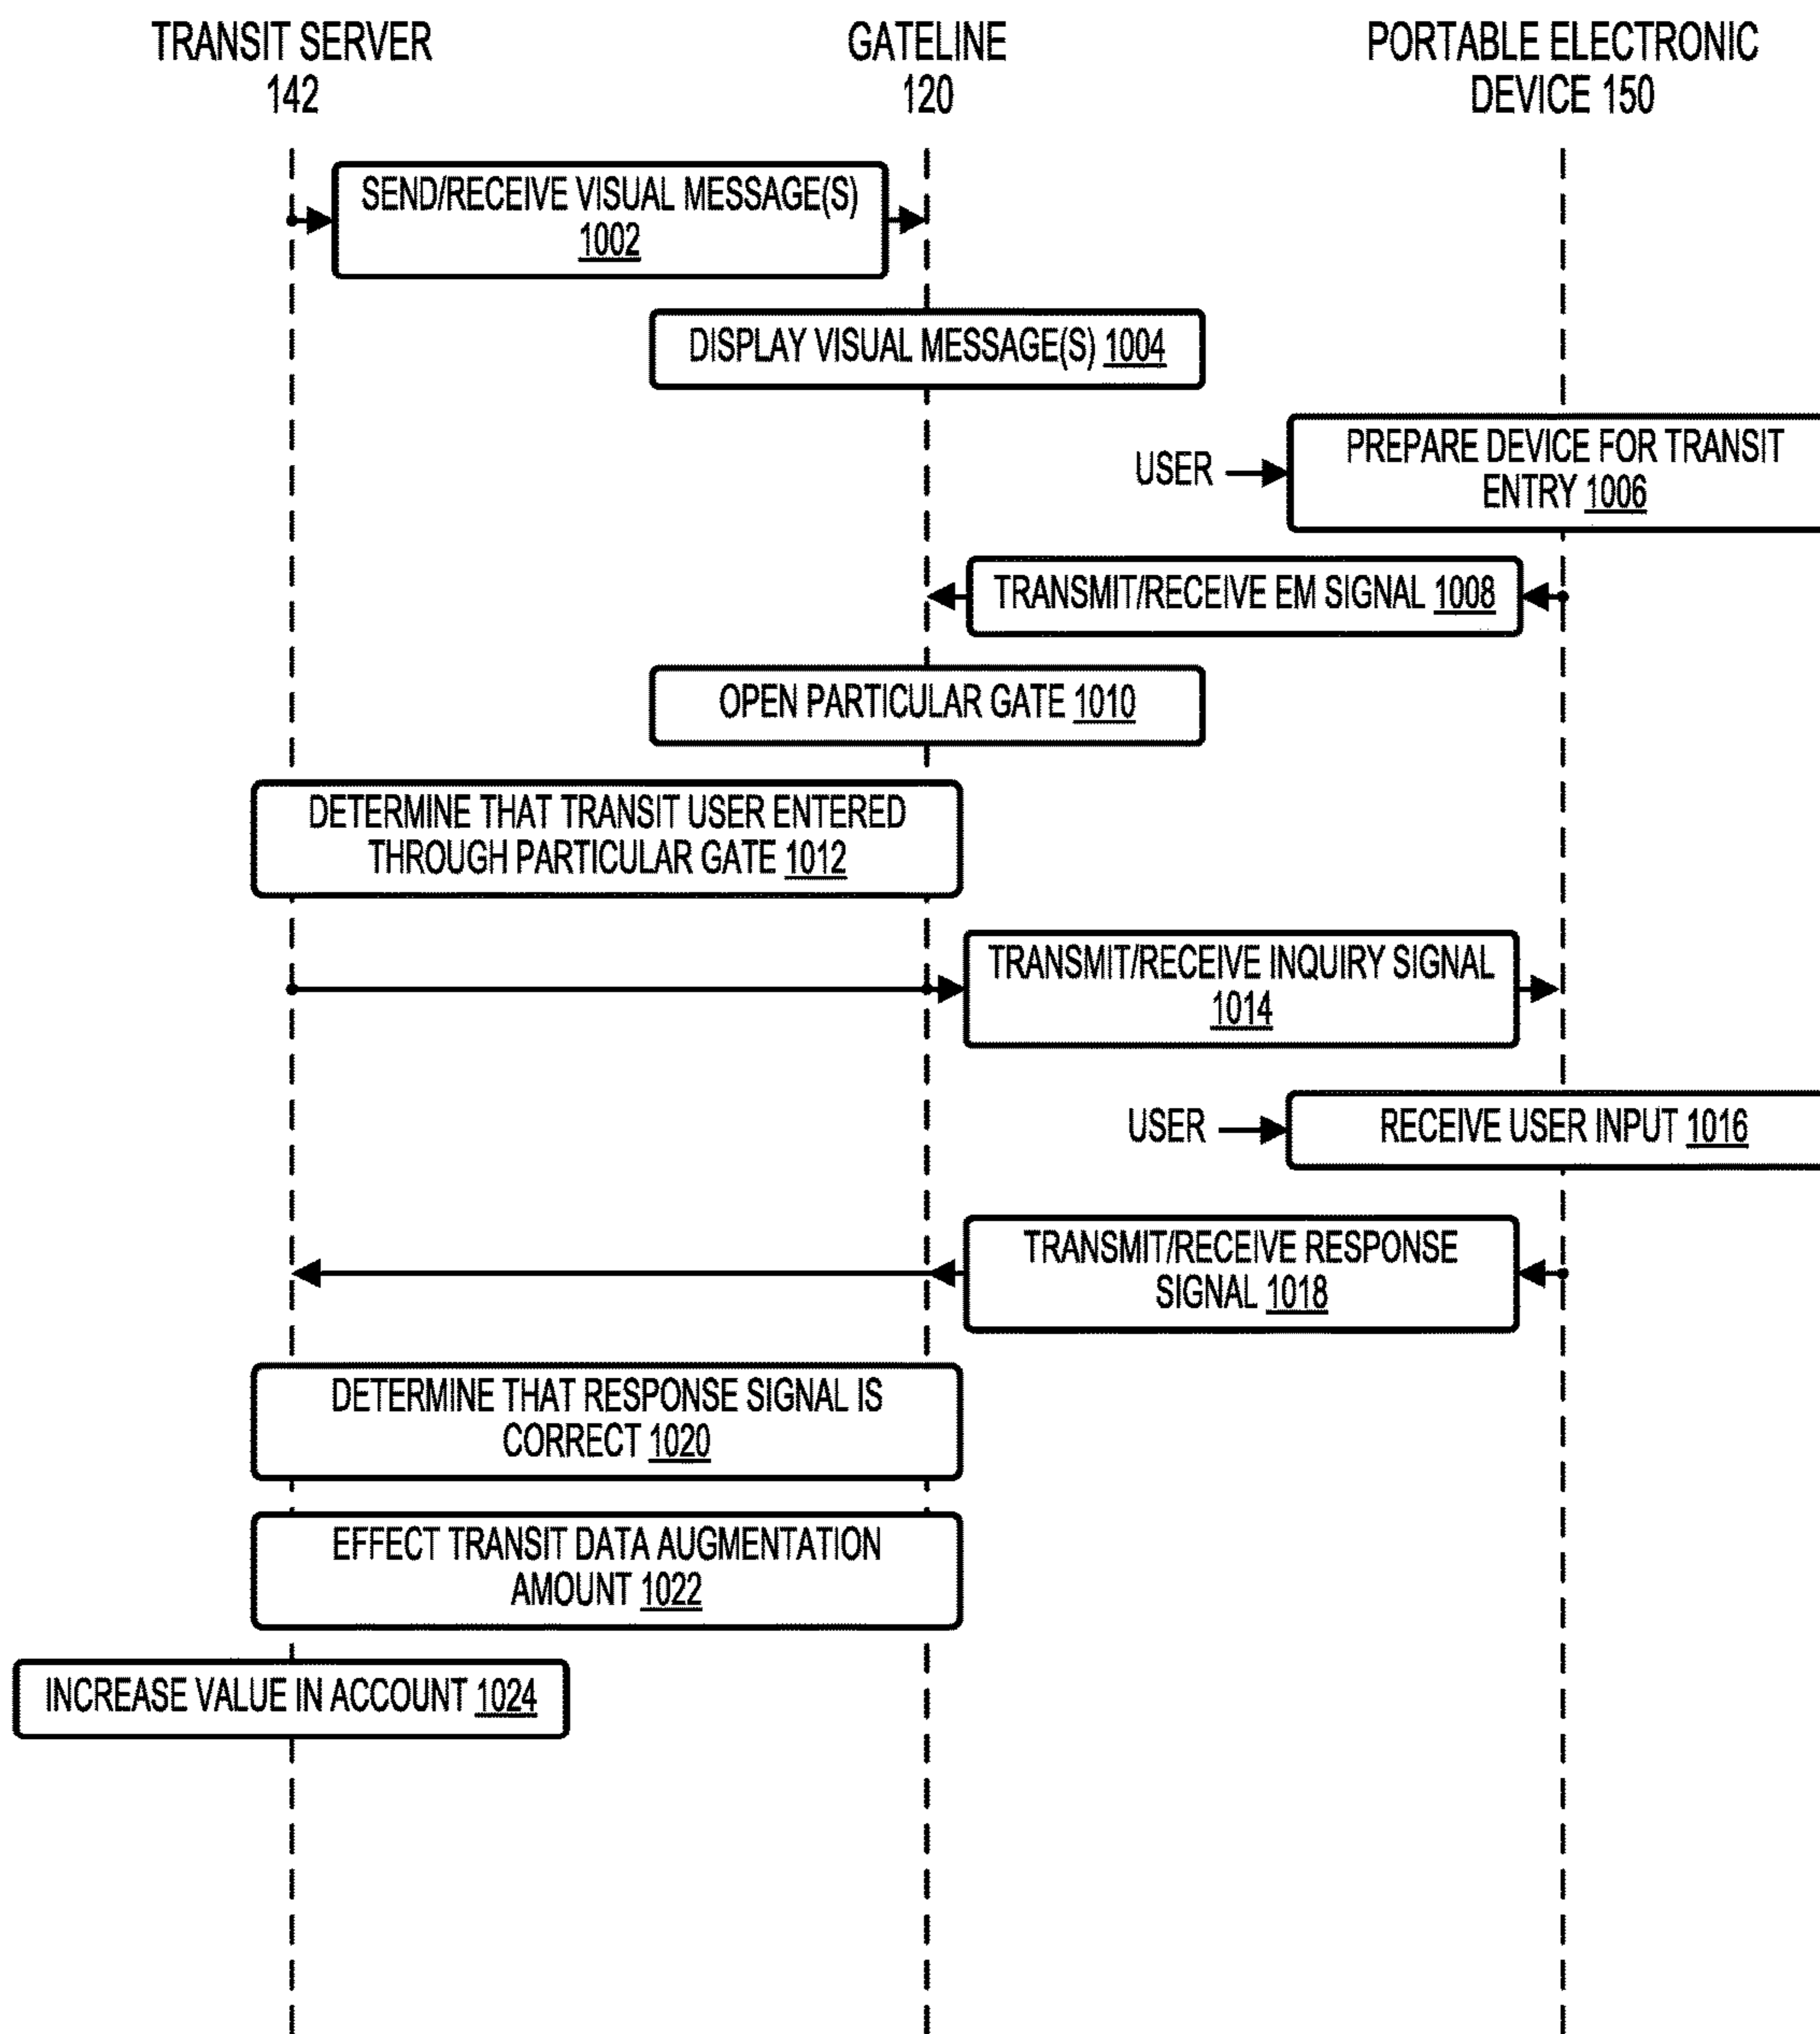 TRANSIT SERVER
142
GATELINE
120
PORTABLE ELECTRONIC
DEVICE 150
SEND/RECEIVE VISUAL MESSAGE(S)
1002
DISPLAY VISUAL MESSAGE(S) 1004
USER
PREPARE DEVICE FOR TRANSIT
ENTRY 1006
TRANSMIT/RECEIVE EM SIGNAL 1008
OPEN PARTICULAR GATE 1010
DETERMINE THAT TRANSIT USER ENTERED
THROUGH PARTICULAR GATE 1012
TRANSMIT/RECEIVE INQUIRY SIGNAL
1014
USER
RECEIVE USER INPUT 1016
TRANSMIT/RECEIVE RESPONSE
SIGNAL 1018
DETERMINE THAT RESPONSE SIGNAL IS
CORRECT 1020
EFFECT TRANSIT DATA AUGMENTATION
AMOUNT 1022
INCREASE VALUE IN ACCOUNT 1024